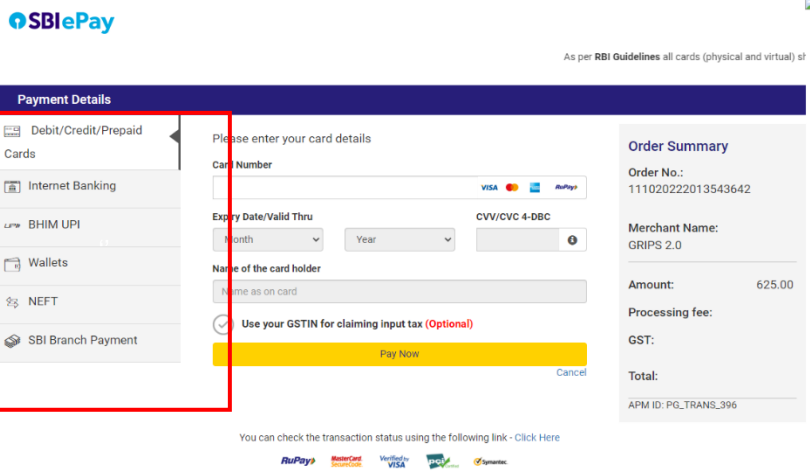 SBIePay
As per RBI Guidelines all cards (physical and virtual) sh
Payment Details
Debit/Credit/Prepaid
Cards
Internet Banking
BHIM UPI
Wallets
NEFT
SBI Branch Payment
Please enter your card details
Card Number
VISA RuPay
Expiry Date/Valid Thru
CVV/CVC 4-DBC
Month
Year
Name of the card holder
Name as on card
Use your GSTIN for claiming input tax (Optional)
Pay Now
Cancel
Order Summary
Order No.:
111020222013543642
Merchant Name:
GRIPS 2.0
Amount: 625.00
Processing fee:
GST:
Total:
APM ID: PG_TRANS_396
You can check the transaction status using the following link - Click Here
RuPay
MasterCard
SecureCode
Verified by
VISA
PCI
Symantec